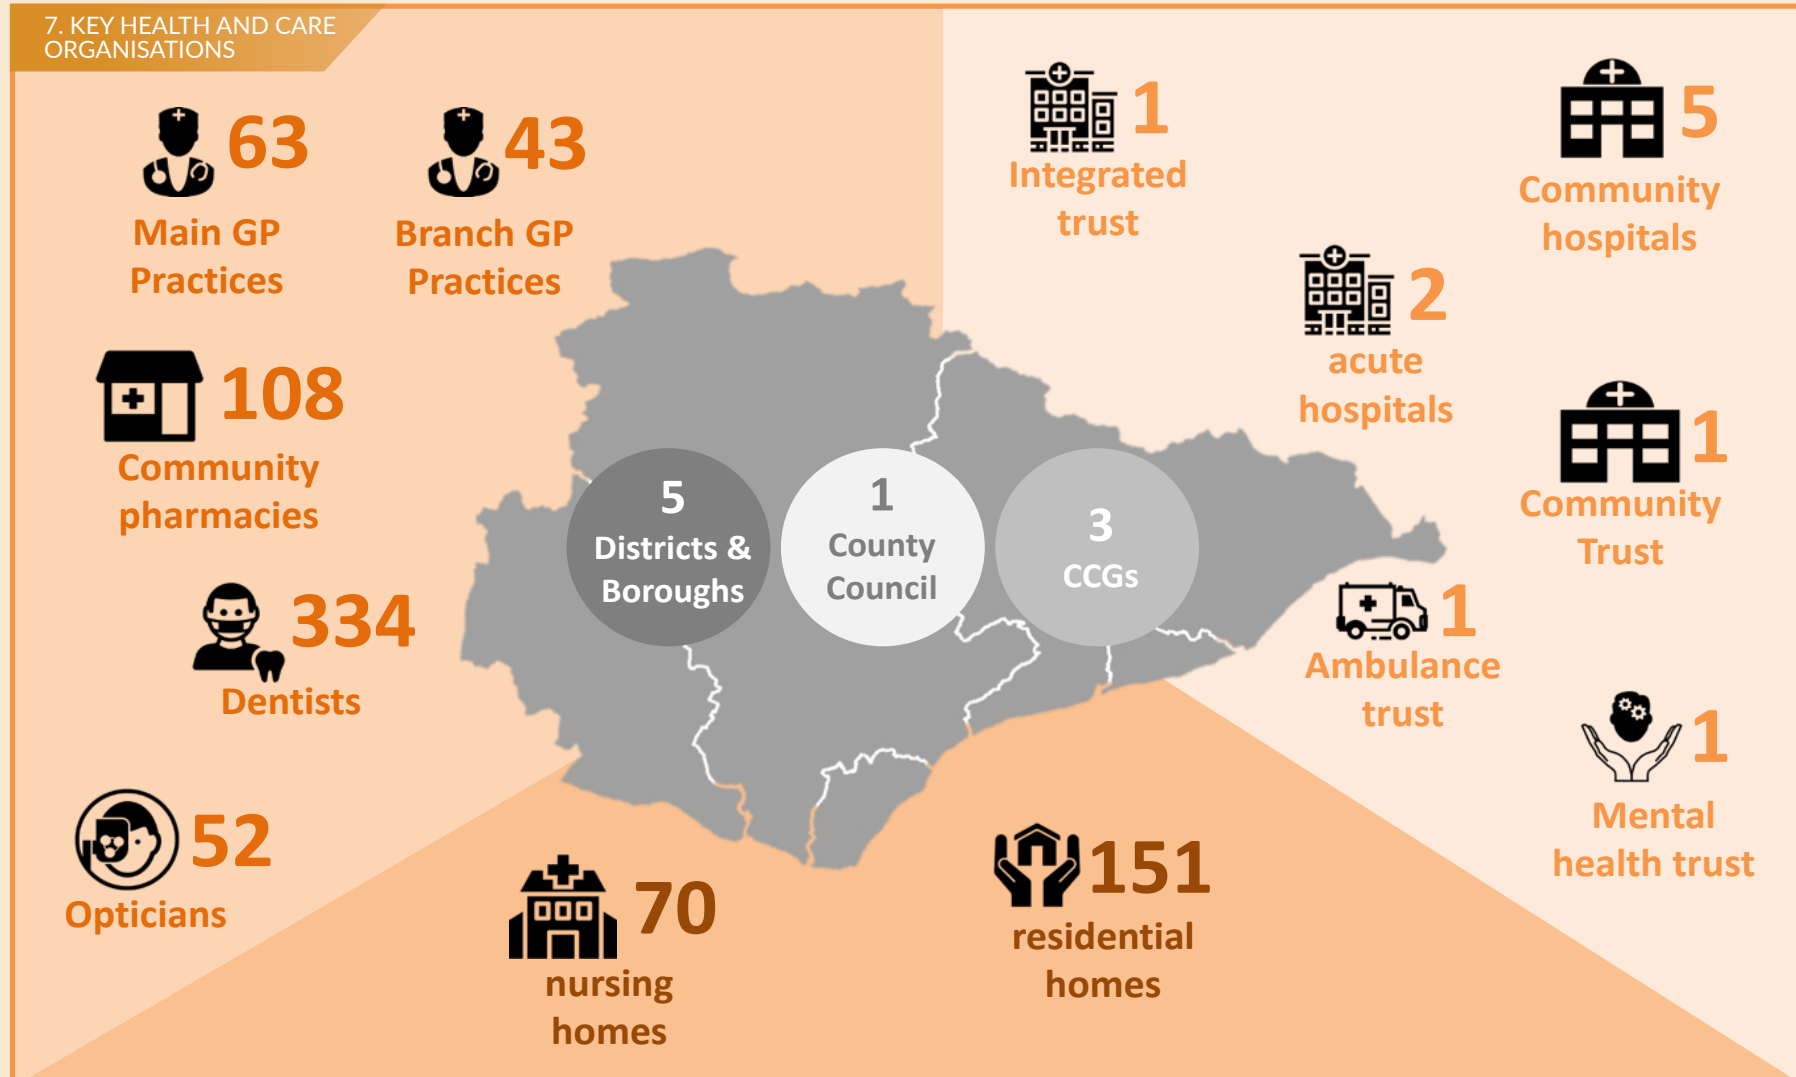 7. KEY HEALTH AND CARE
ORGANISATIONS
63
Main GP
Practices
43
Branch GP
Practices
108
Community
pharmacies
334
Dentists
52
Opticians
5
Districts &
Boroughs
1
County
Council
3
CCGs
1
Integrated
trust
5
Community
hospitals
2
acute
hospitals
1
Community
Trust
1
Ambulance
trust
1
Mental
health trust
70
nursing
homes
151
residential
homes